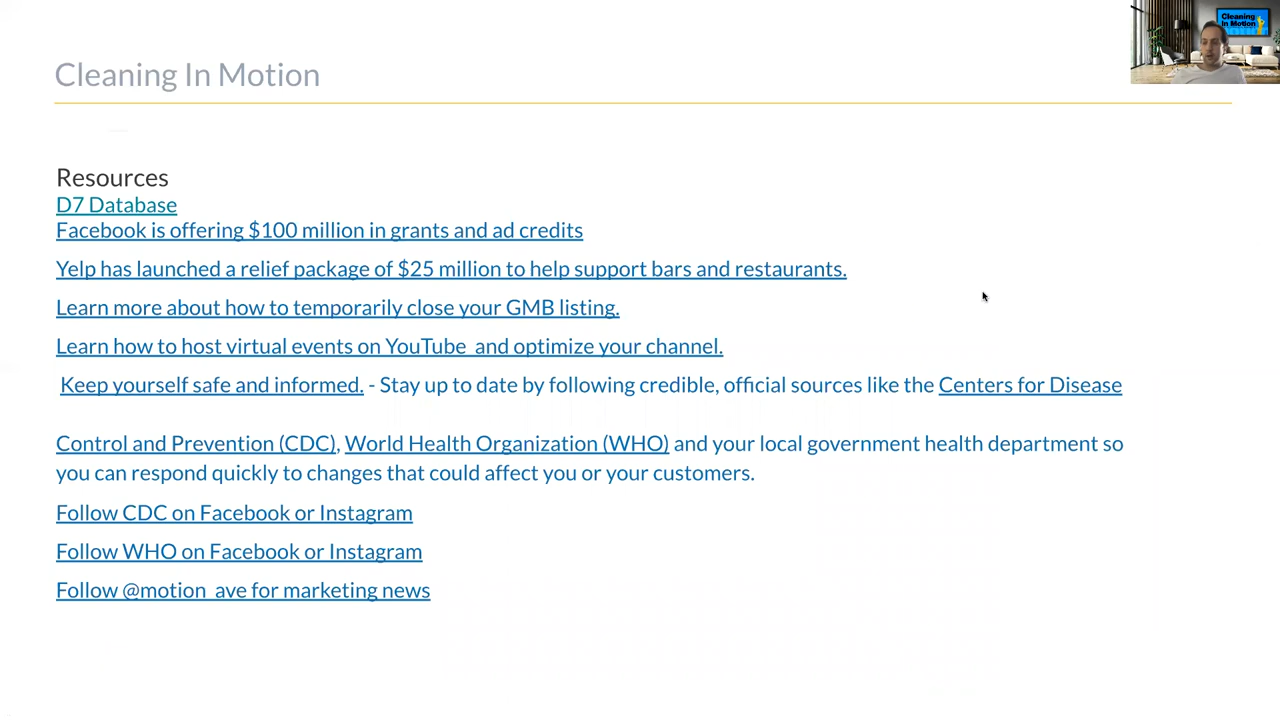 Cleaning In Motion
Cleaning
In Motion
Resources
D7 Database
Facebook is offering $100 million in grants and ad credits
Yelp has launched a relief package of $25 million to help support bars and restaurants.
Learn more about how to temporarily close your GMB listing.
Learn how to host virtual events on YouTube  and optimize your channel.
Keep yourself safe and informed. - Stay up to date by following credible, official sources like the Centers for Disease
Control and Prevention (CDC), World Health Organization (WHO) and your local government health department so
you can respond quickly to changes that could affect you or your customers.
Follow CDC on Facebook or Instagram
Follow WHO on Facebook or Instagram
Follow @motion_ave for marketing news